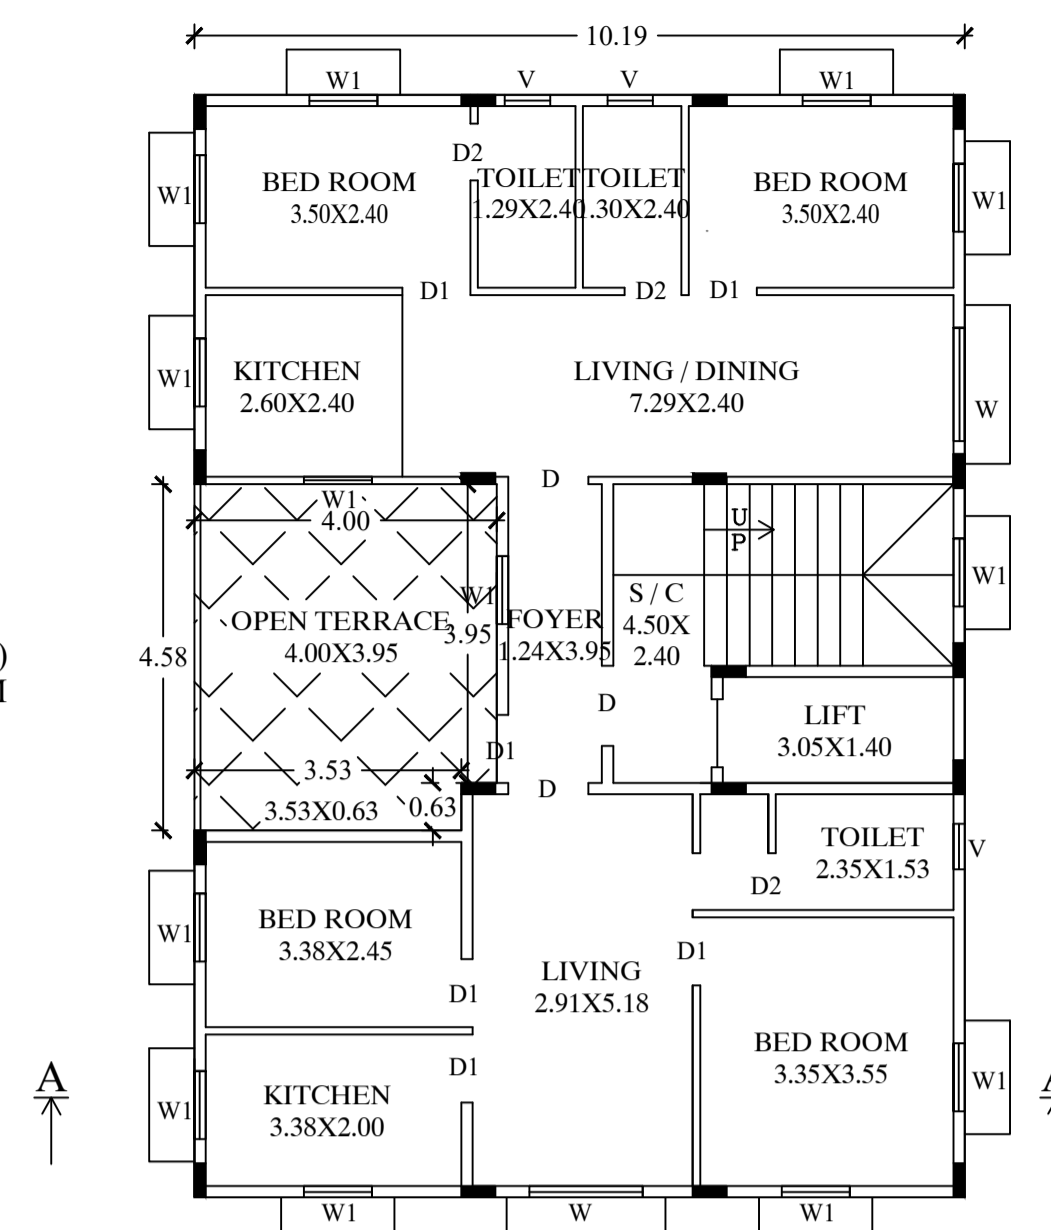 10.19
W1
V
V
W1
D2
W1
BED ROOM
3.50X2.40
TOILET
1.29X2.40
TOILET
1.30X2.40
BED ROOM
3.50X2.40
W1
D1
D2
D1
W1
KITCHEN
2.60X2.40
LIVING / DINING
7.29X2.40
W
D
W1
4.00
U
P
W1
W1
OPEN TERRACE
4.00X3.95
3.95
FOYER
1.24X3.95
S / C
4.50X
2.40
4.58
)
D
LIFT
3.05X1.40
D1
3.53
3.53X0.63
0.63
D
TOILET
2.35X1.53
V
D2
W1
BED ROOM
3.38X2.45
D1
LIVING
2.91X5.18
D1
BED ROOM
3.35X3.55
W1
D1
A
W1
KITCHEN
3.38X2.00
W1
W
W1